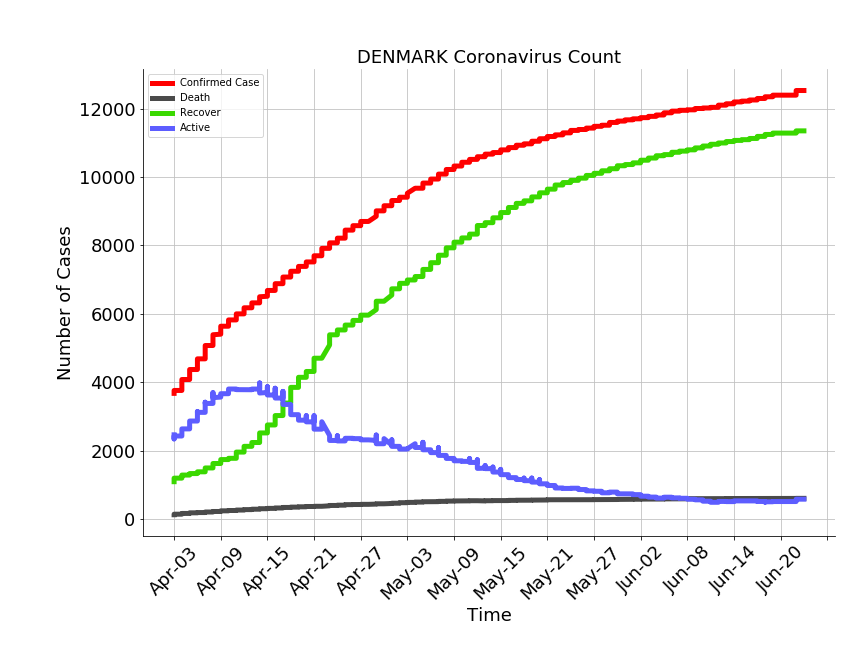 DENMARK Coronavirus Count
Confirmed Case
Death
Recover
Active
Number of Cases
12000
10000
8000
6000
4000
2000
0
Apr-03
Apr-09
Apr-15
Apr-21
Apr-27
May-03
May-09
May-15
May-21
May-27
Jun-02
Jun-08
Jun-14
Jun-20
Time